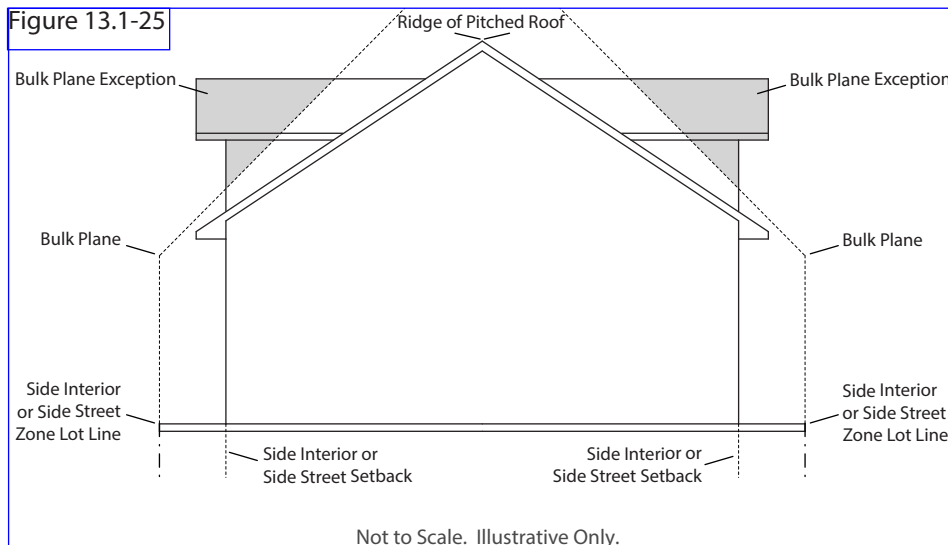 Figure 13.1-25
Ridge of Pitched Roof
Bulk Plane Exception
Bulk Plane Exception
Bulk Plane
Bulk Plane
Side Interior
or Side Street
Zone Lot Line
Side Interior
or Side Street
Zone Lot Line
Side Interior or
Side Street Setback
Side Interior or
Side Street Setback
Not to Scale. Illustrative Only.